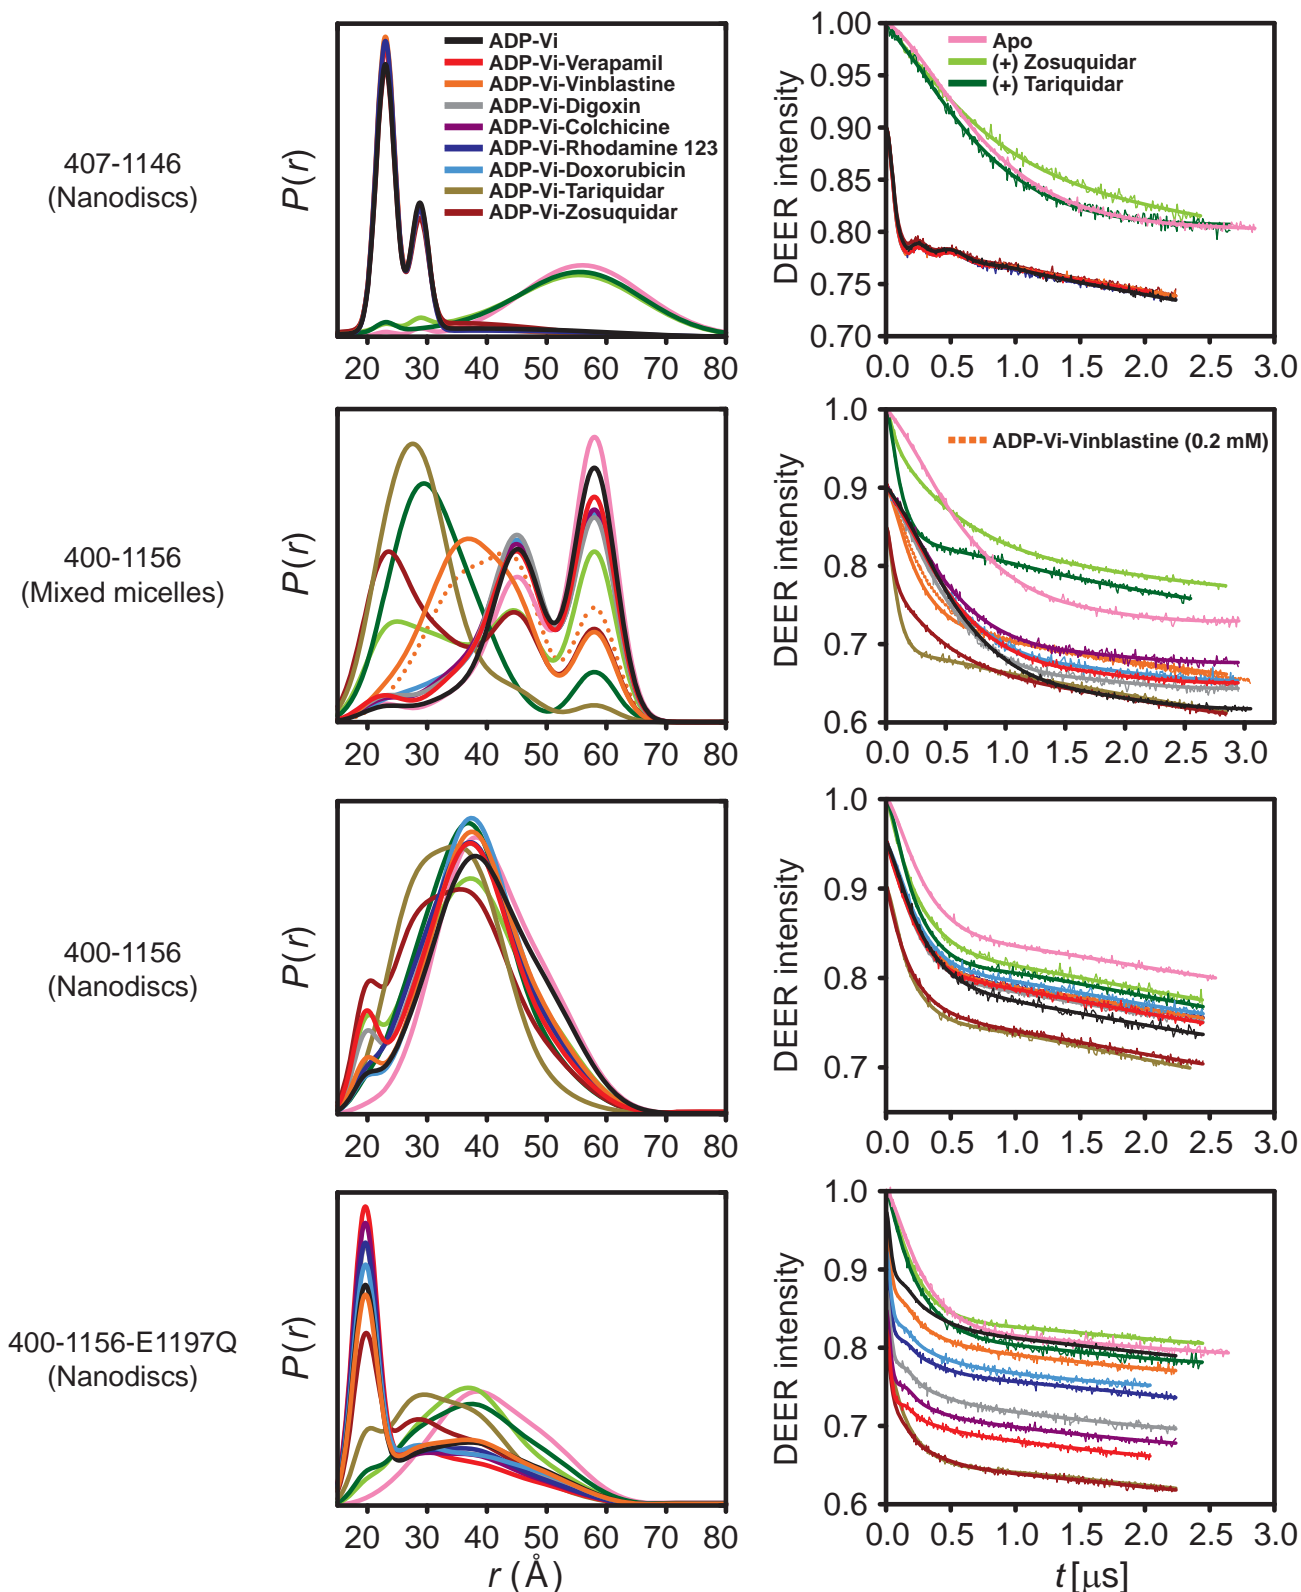 407-1146
(Nanodiscs)
P(r)
ADP-Vi
ADP-Vi-Verapamil
ADP-Vi-Vinblastine
ADP-Vi-Digoxin
ADP-Vi-Colchicine
ADP-Vi-Rhodamine 123
ADP-Vi-Doxorubicin
ADP-Vi-Tariquidar
ADP-Vi-Zosuquidar
20 30 40 50 60 70 80
DEER intensity
1.00
0.95
0.90
0.85
0.80
0.75
0.70
Apo
(+) Zosuquidar
(+) Tariquidar
0.0 0.5 1.0 1.5 2.0 2.5 3.0
400-1156
(Mixed micelles)
P(r)
20 30 40 50 60 70 80
DEER intensity
1.0
0.9
0.8
0.7
0.6
ADP-Vi-Vinblastine (0.2 mM)
0.0 0.5 1.0 1.5 2.0 2.5 3.0
400-1156
(Nanodiscs)
P(r)
20 30 40 50 60 70 80
DEER intensity
1.0
0.9
0.8
0.7
0.0 0.5 1.0 1.5 2.0 2.5 3.0
400-1156-E1197Q
(Nanodiscs)
P(r)
20 30 40 50 60 70 80
r (Å)
DEER intensity
1.0
0.9
0.8
0.7
0.6
0.0 0.5 1.0 1.5 2.0 2.5 3.0
t [μs]